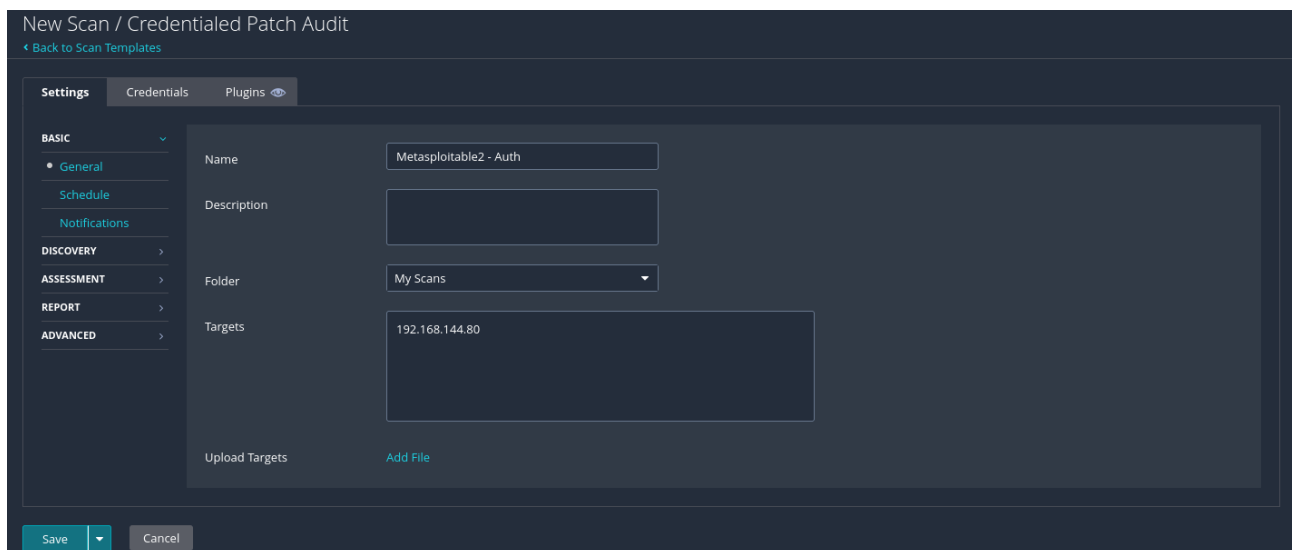 New Scan / Credentialed Patch Audit
Back to Scan Templates
Settings Credentials Plugins
BASIC
General
Schedule
Notifications
DISCOVERY
ASSESSMENT
REPORT
ADVANCED
Name Metasploitable2 - Auth
Description
Folder My Scans
Targets 192.168.144.80
Upload Targets Add File
Save Cancel